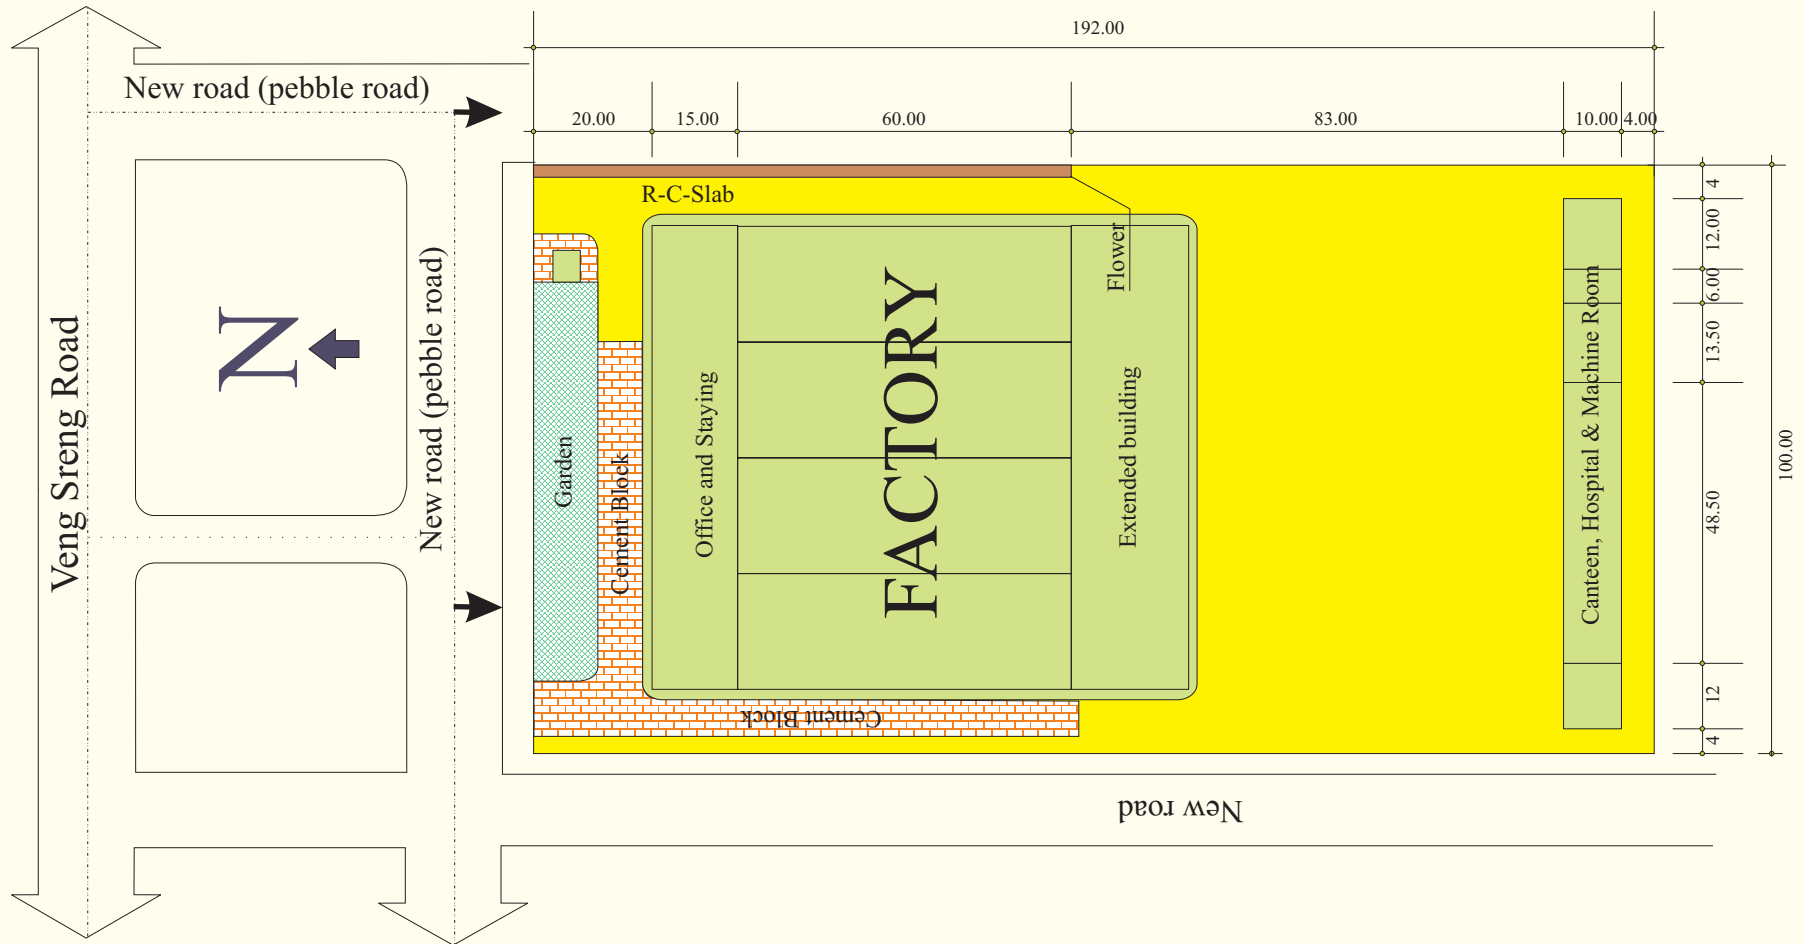 192.00
New road (pebble road)
20.00
15.00
60.00
83.00
10.00
4.00
R-C-Slab
4
12.00
6.00
13.50
48.50
12
4
100.00
Flower
N
Veng Sreng Road
New road (pebble road)
Garden
Cement Block
Office and Staying
FACTORY
Extended building
Canteen, Hospital & Machine Room
Cement Block
New road